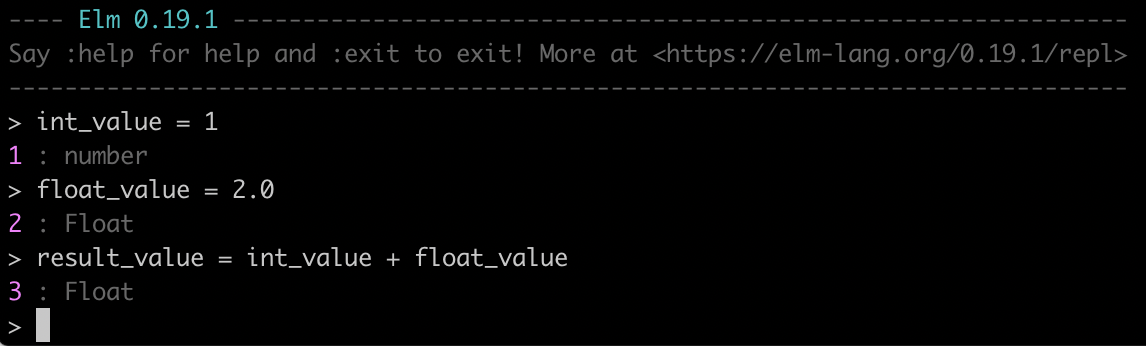 ---- Elm 0.19.1 ----------------------------------------------------------------
Say :help for help and :exit to exit! More at <https://elm-lang.org/0.19.1/repl>
--------------------------------------------------------------------------------
> int_value = 1
1 : number
> float_value = 2.0
2 : Float
> result_value = int_value + float_value
3 : Float
>